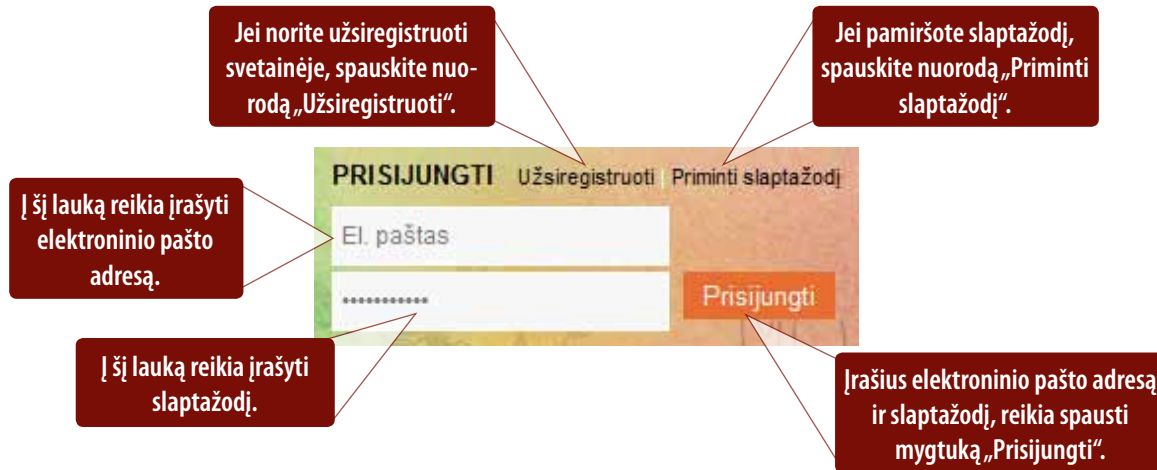 Jei norite užsiregistruoti
svetainėje, spauskite nuo-
rodą „Užsiregistruoti“.
Jei pamiršote slaptažodį,
spauskite nuorodą „Priminti
slaptažodį“.
PRISIJUNGTI Užsiregistruoti | Priminti slaptažodį
Į šį lauką reikia įrašyti
elektroninio pašto
adresą.
El. paštas
•••••••••••
Prisijungti
Į šį lauką reikia įrašyti
slaptažodį.
Įrašius elektroninio pašto adresą
ir slaptažodį, reikia spausti
mygtuką „Prisijungti“.